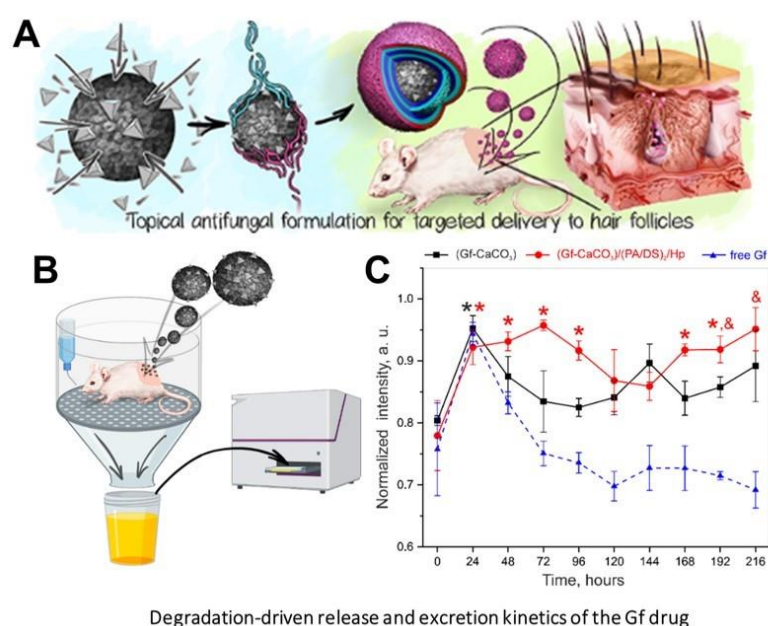 A
Topical antifungal formulation for targeted delivery to hair follicles
B
C
(Gf-CaCO₃) (Gf-CaCO₃)/(PA/DS)₂/Hp free Gf
* * * * * * *,& &
Normalized intensity, a. u.
1.0
0.9
0.8
0.7
0.6
0 24 48 72 96 120 144 168 192 216
Time, hours
Degradation-driven release and excretion kinetics of the Gf drug